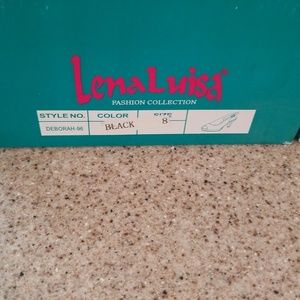 LenaLuisa
FASHION COLLECTION
STYLE NO. COLOR SIZE
DEBORAH-96 BLACK 8